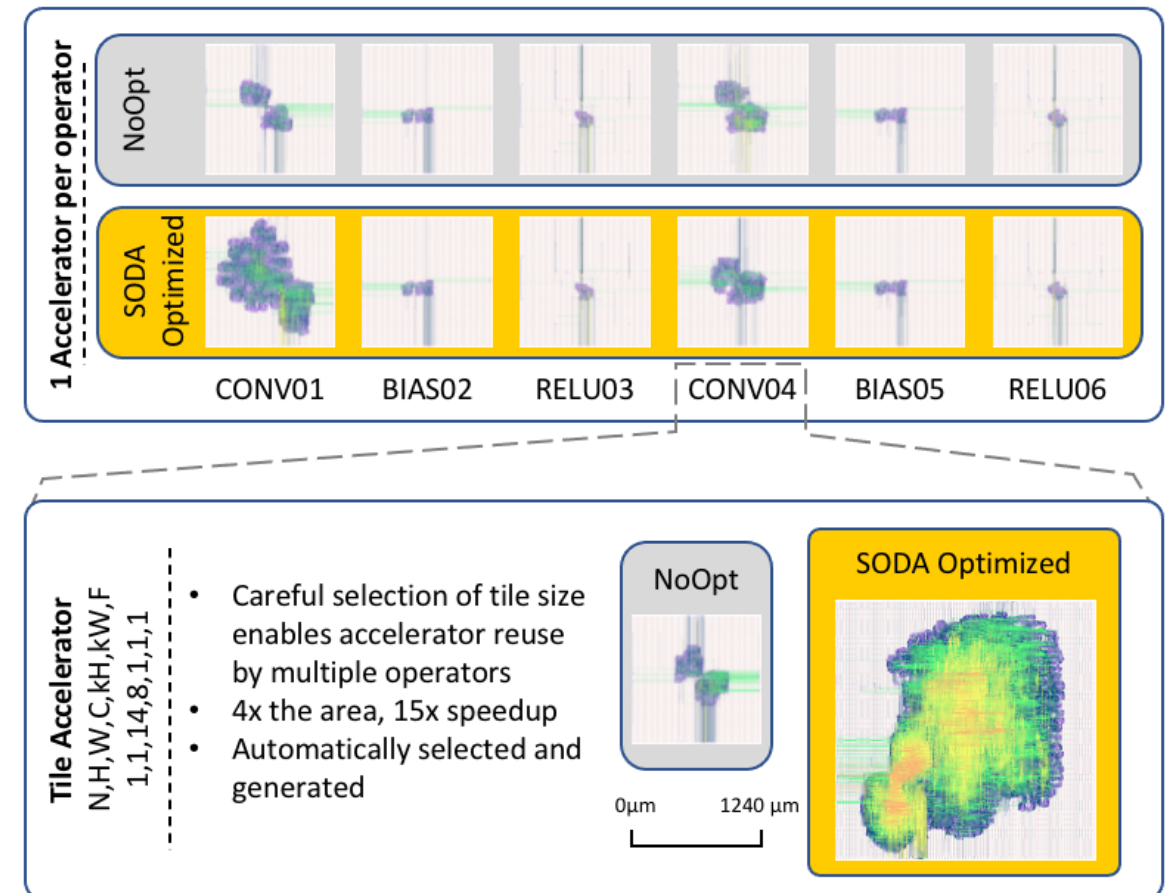 1 Accelerator per operator
NoOpt
SODA
Optimized
CONV01
BIAS02
RELU03
CONV04
BIAS05
RELU06
Tile Accelerator
N,H,W,C,kH,kW,F
1,1,14,8,1,1,1
• Careful selection of tile size
enables accelerator reuse
by multiple operators
• 4x the area, 15x speedup
• Automatically selected and
generated
NoOpt
0μm
1240 μm
SODA Optimized